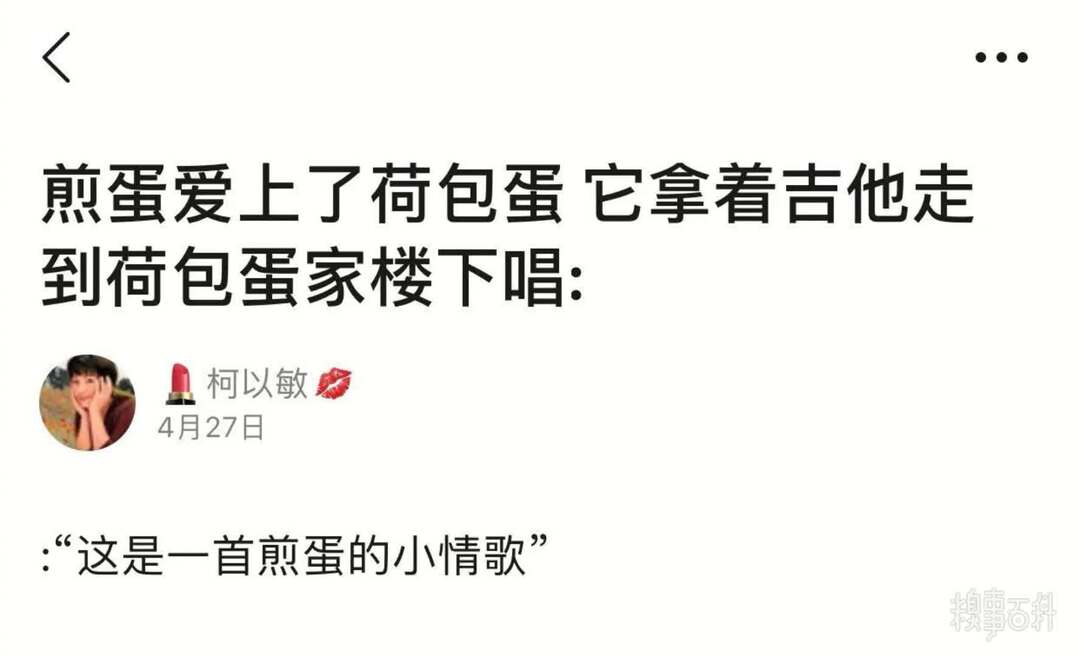 煎蛋爱上了荷包蛋 它拿着吉他走
到荷包蛋家楼下唱:
💄柯以敏💋
4月27日
:“这是一首煎蛋的小情歌”
糗事百科